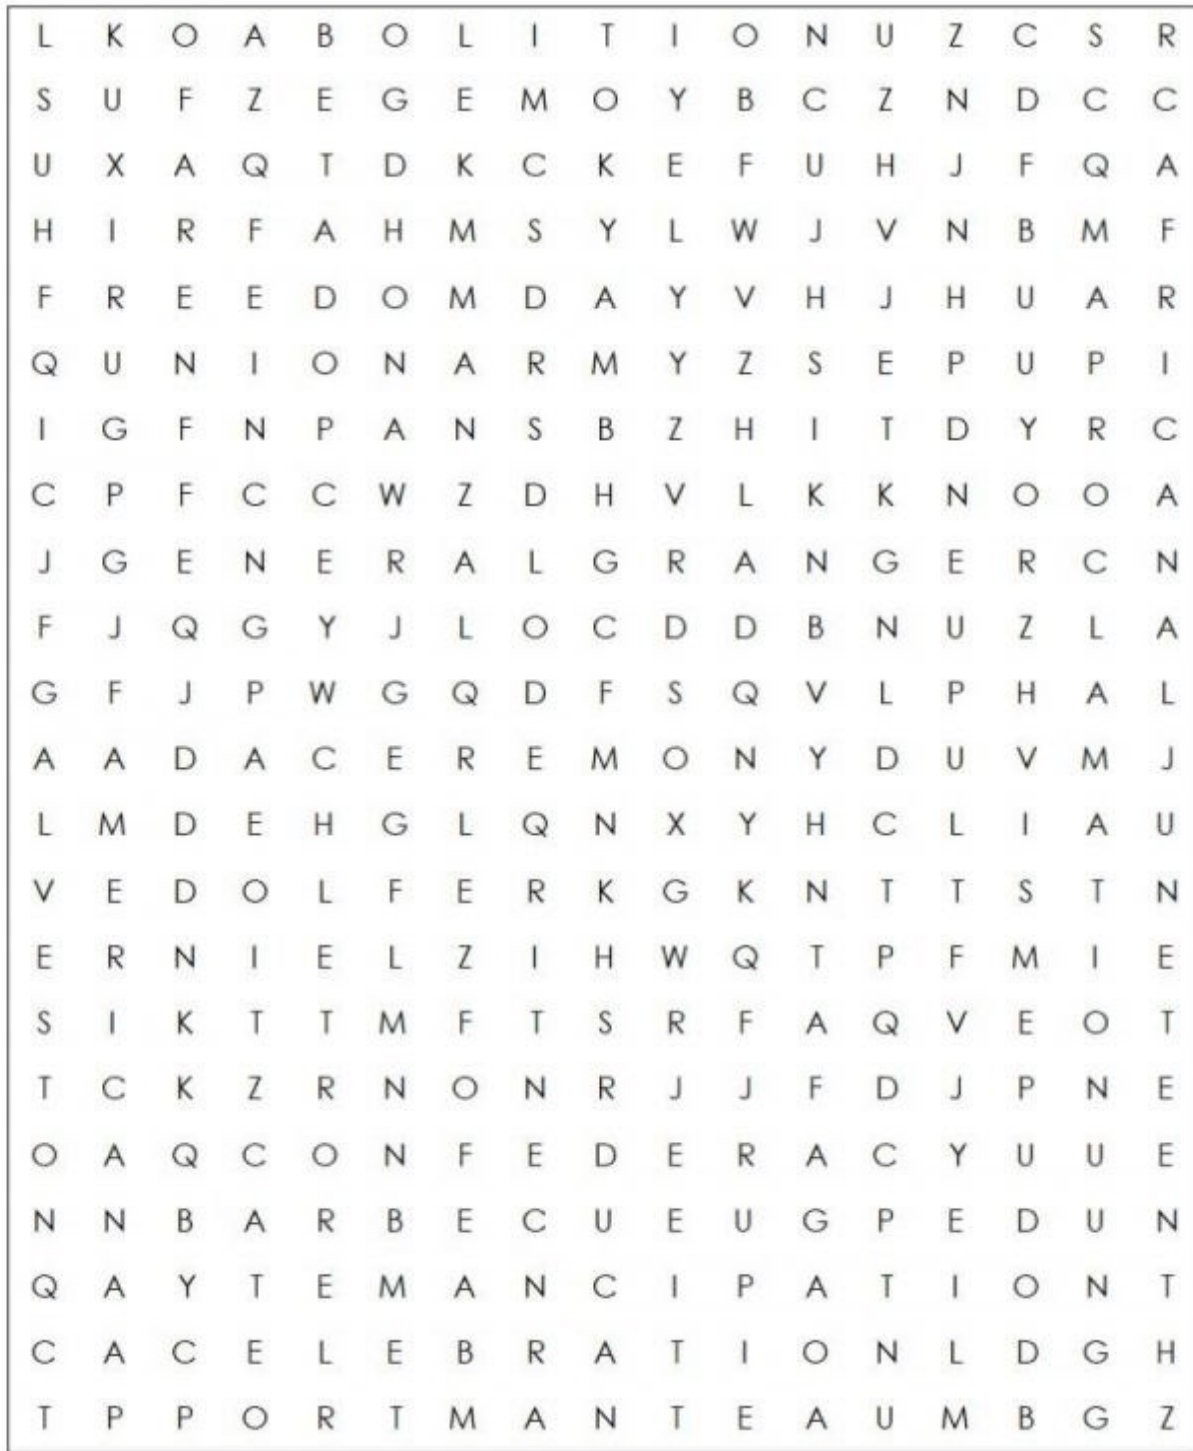 L K O A B O L I T I O N U Z C S R
S U F Z E G E M O Y B C Z N D C C
U X A Q T D K C K E F U H J F Q A
H I R F A H M S Y L W J V N B M F
F R E E D O M D A Y V H J H U A R
Q U N I O N A R M Y Z S E P U P I
I G F N P A N S B Z H I T D Y R C
C P F C C W Z D H V L K K N O O A
J G E N E R A L G R A N G E R C N
F J Q G Y J L O C D D B N U Z L A
G F J P W G Q D F S Q V L P H A L
A A D A C E R E M O N Y D U V M J
L M D E H G L Q N X Y H C L I A U
V E D O L F E R K G K N T T S T N
E R N I E L Z I H W Q T P F M I E
S I K T T M F T S R F A Q V E O T
T C K Z R N O N R J J F D J P N E
O A Q C O N F E D E R A C Y U U E
N N B A R B E C U E U G P E D U N
Q A Y T E M A N C I P A T I O N T
C A C E L E B R A T I O N L D G H
T P P O R T M A N T E A U M B G Z